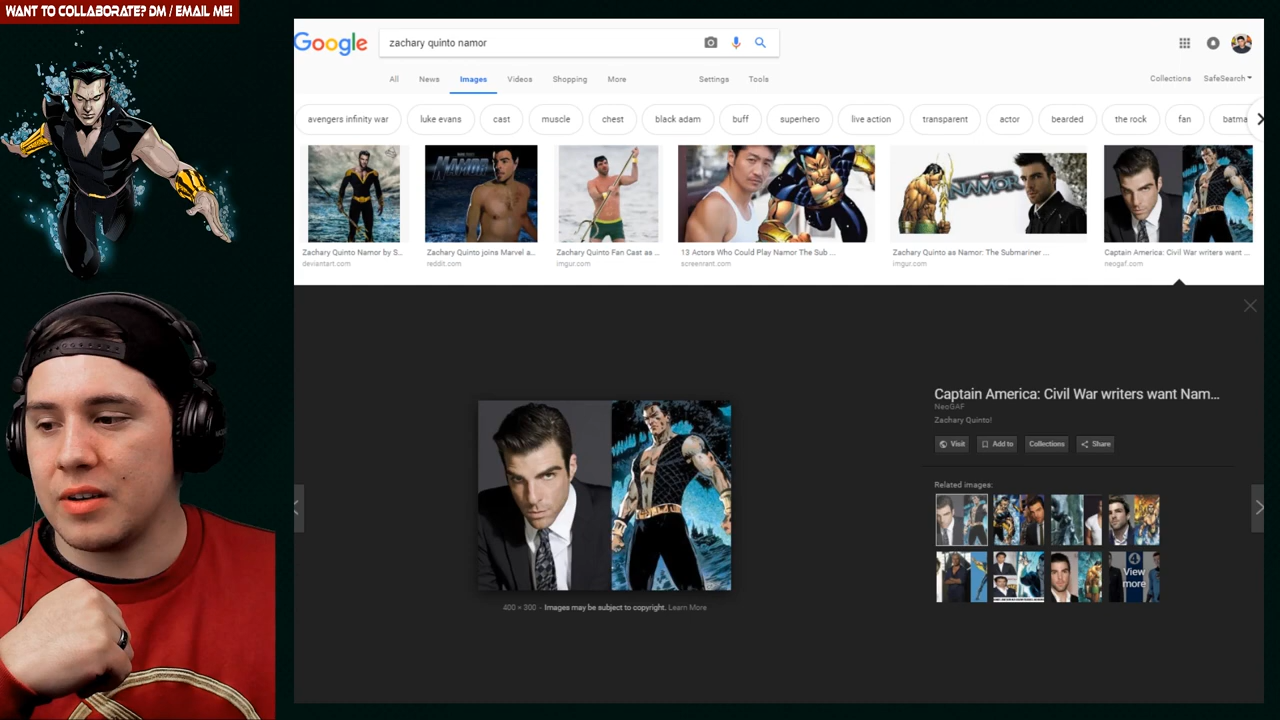 WANT TO COLLABORATE? DM / EMAIL ME!
Google
zachary quinto namor
All News Images Videos Shopping More Settings Tools
Collections SafeSearch
avengers infinity war luke evans cast muscle chest black adam buff superhero live action transparent actor bearded the rock fan batma
NAMOR
NAMOR
Zachary Quinto Namor by S... Zachary Quinto joins Marvel a... Zachary Quinto Fan Cast as ... 13 Actors Who Could Play Namor The Sub ... Zachary Quinto as Namor: The Submariner ... Captain America: Civil War writers want ...
deviantart.com reddit.com imgur.com screenrant.com imgur.com neogaf.com
Captain America: Civil War writers want Nam...
NeoGAF
Zachary Quinto!
Visit Add to Collections Share
Related images:
View
more
400 × 300 - Images may be subject to copyright. Learn More